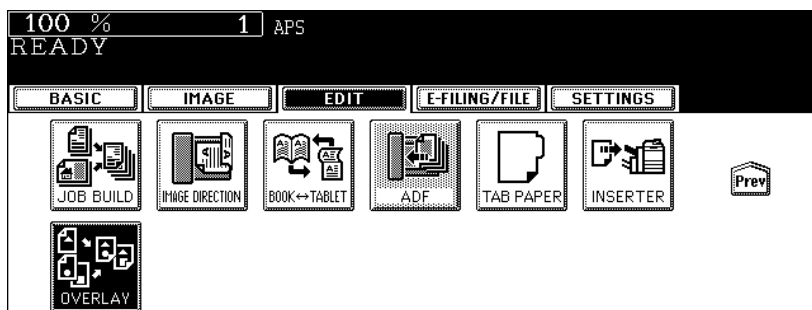 100 % 1 APS
READY
BASIC IMAGE EDIT E-FILING/FILE SETTINGS
JOB BUILD IMAGE DIRECTION BOOK↔TABLET ADF TAB PAPER INSERTER Prev
OVERLAY